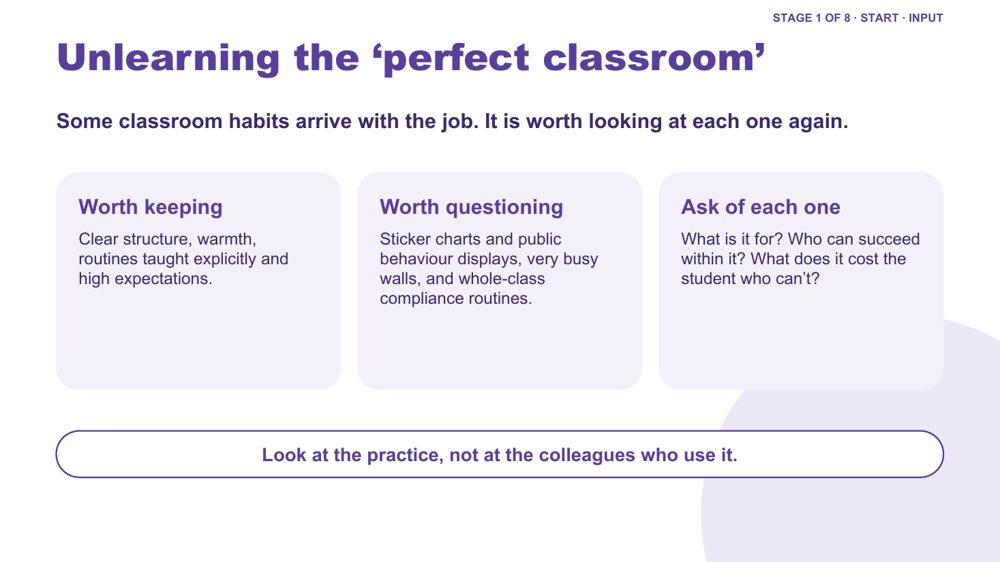 STAGE 1 OF 8 · START · INPUT
Unlearning the ‘perfect classroom’
Some classroom habits arrive with the job. It is worth looking at each one again.
Worth keeping
Clear structure, warmth,
routines taught explicitly and
high expectations.
Worth questioning
Sticker charts and public
behaviour displays, very busy
walls, and whole-class
compliance routines.
Ask of each one
What is it for? Who can succeed
within it? What does it cost the
student who can’t?
Look at the practice, not at the colleagues who use it.